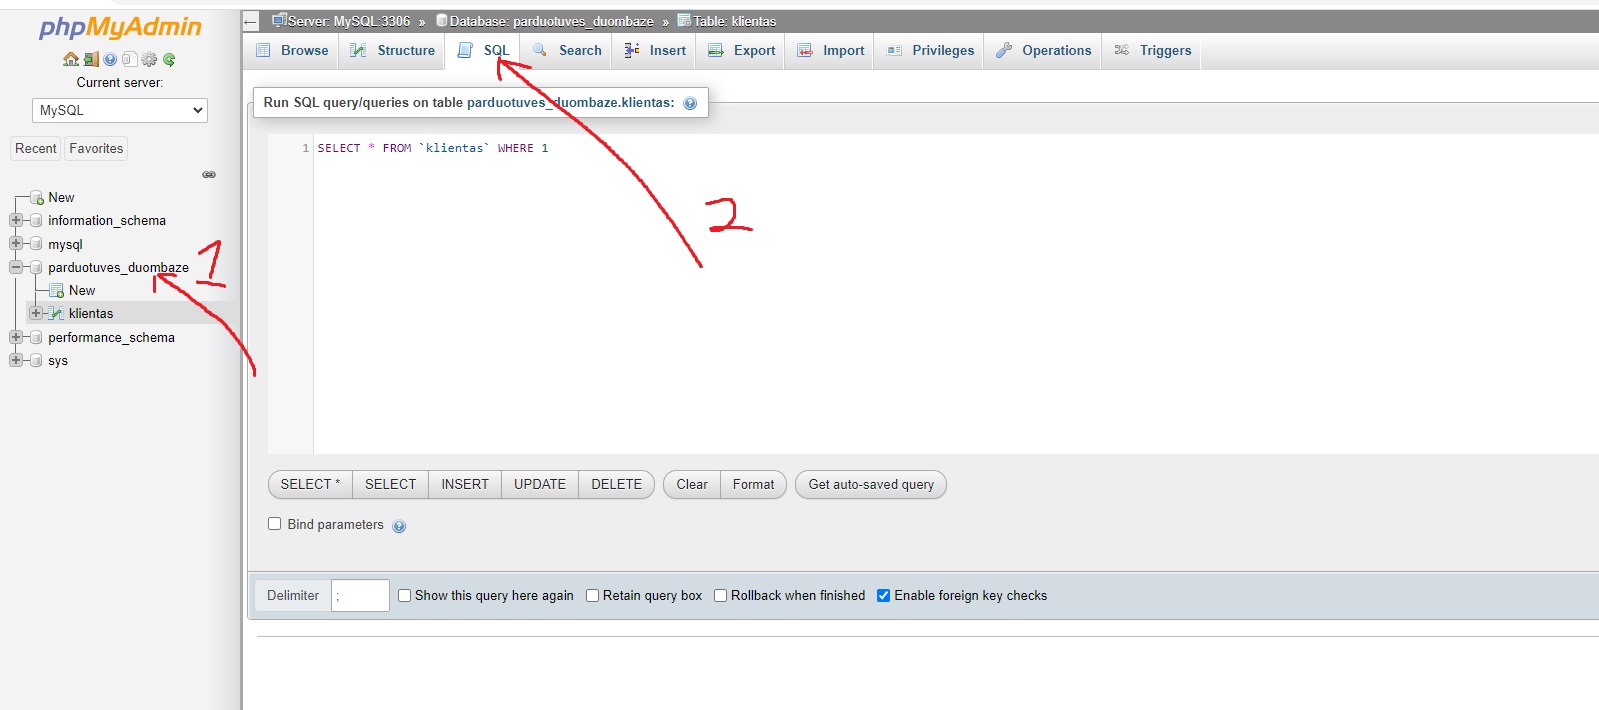 phpMyAdmin
Current server:
MySQL
Recent Favorites
New
information_schema
mysql
parduotuves_duombaze
New
klientas
performance_schema
sys
1
Server: MySQL:3306 » Database: parduotuves_duombaze » Table: klientas
Browse Structure SQL Search Insert Export Import Privileges Operations Triggers
Run SQL query/queries on table parduotuves_duombaze.klientas:
1 SELECT * FROM `klientas` WHERE 1
2
SELECT * SELECT INSERT UPDATE DELETE Clear Format Get auto-saved query
Bind parameters
Delimiter ; Show this query here again Retain query box Rollback when finished Enable foreign key checks